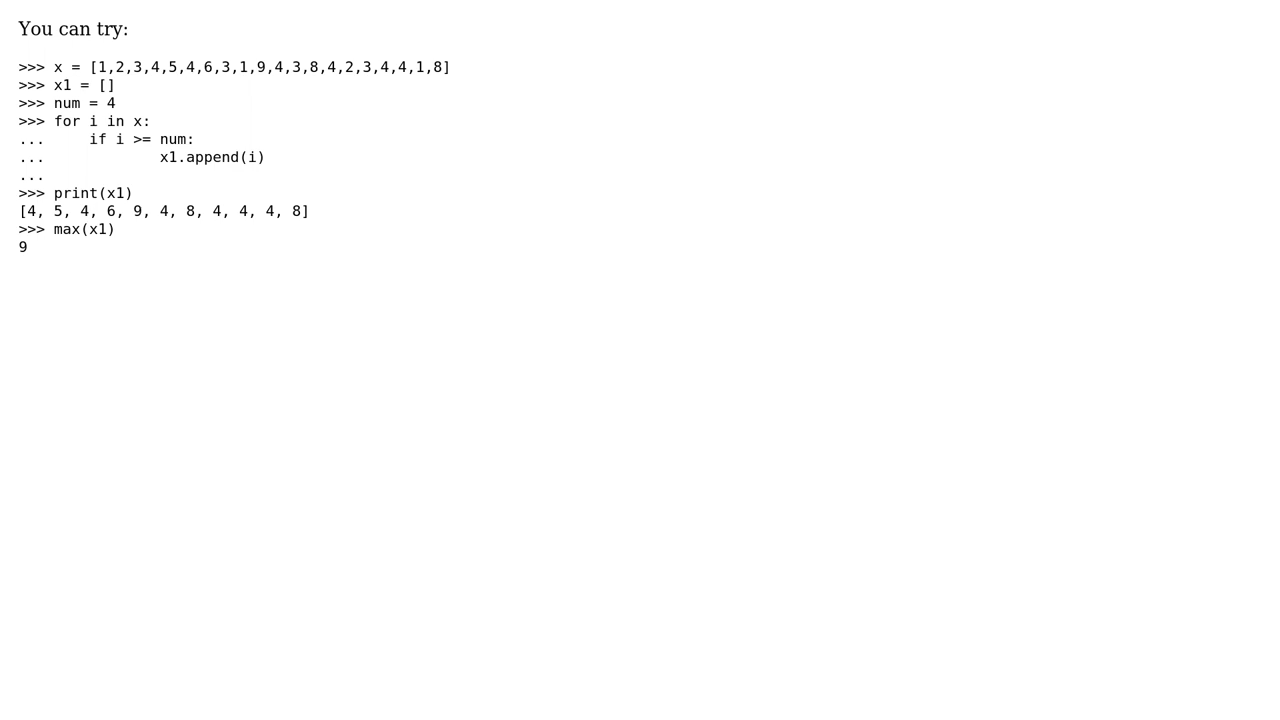 You can try:
>>> x = [1,2,3,4,5,4,6,3,1,9,4,3,8,4,2,3,4,4,1,8]
>>> x1 = []
>>> num = 4
>>> for i in x:
...     if i >= num:
...             x1.append(i)
...
>>> print(x1)
[4, 5, 4, 6, 9, 4, 8, 4, 4, 4, 8]
>>> max(x1)
9